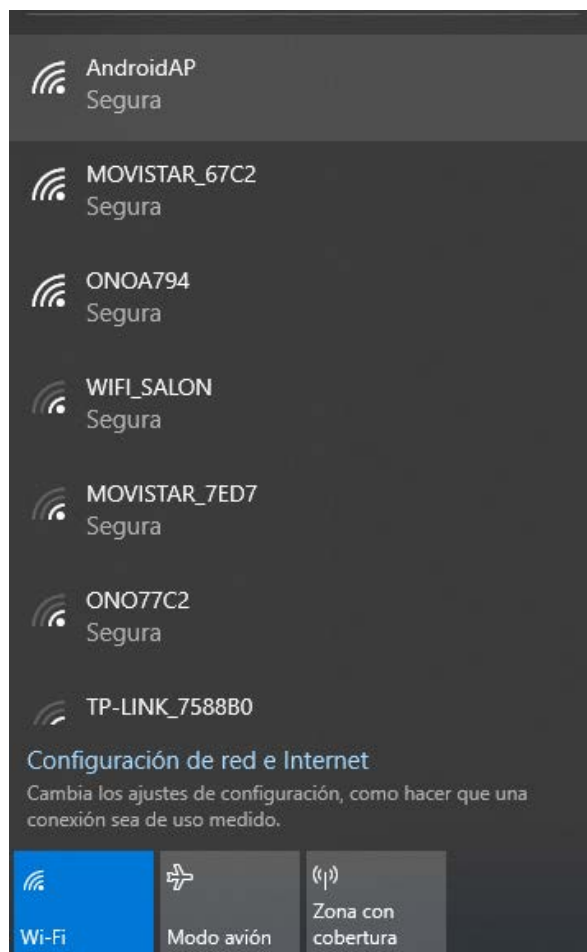 AndroidAP
Segura
MOVISTAR_67C2
Segura
ONOA794
Segura
WIFI_SALON
Segura
MOVISTAR_7ED7
Segura
ONO77C2
Segura
TP-LINK_7588B0
Configuración de red e Internet
Cambia los ajustes de configuración, como hacer que una
conexión sea de uso medido.
Wi-Fi
Modo avión
Zona con
cobertura